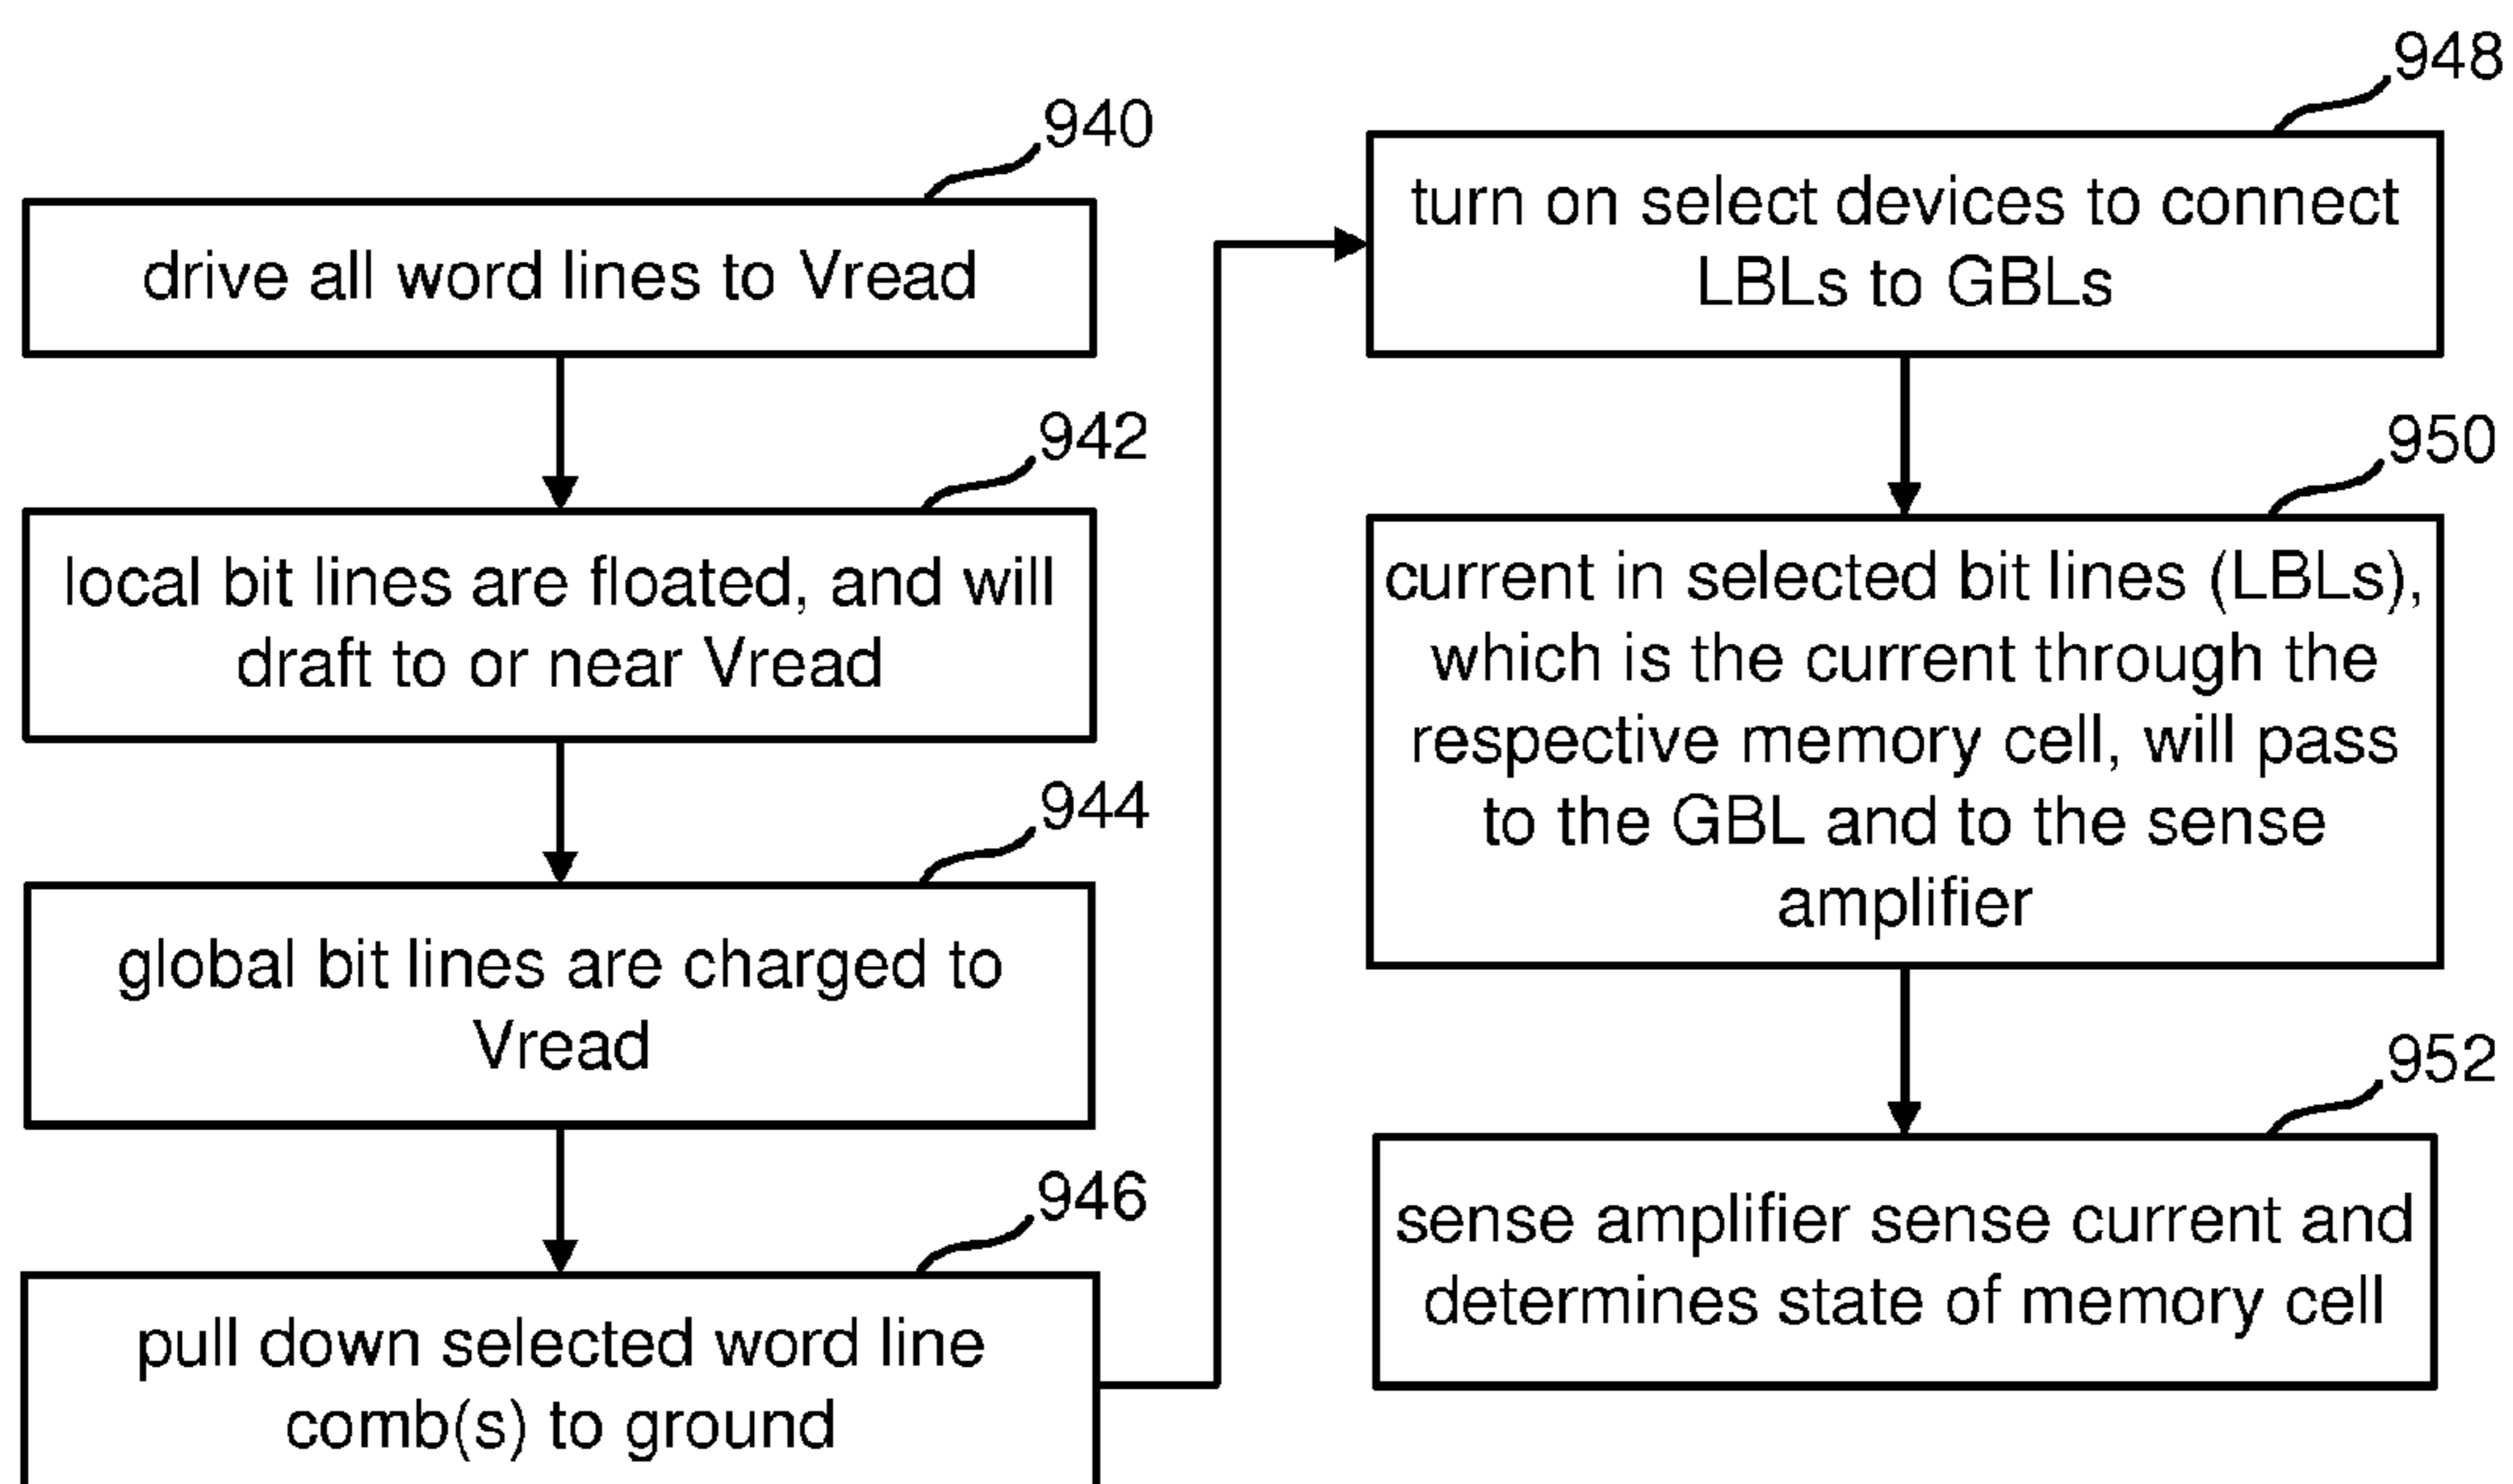 940
drive all word lines to Vread
942
local bit lines are floated, and will
draft to or near Vread
944
global bit lines are charged to
Vread
946
pull down selected word line
comb(s) to ground
948
turn on select devices to connect
LBLs to GBLs
950
current in selected bit lines (LBLs),
which is the current through the
respective memory cell, will pass
to the GBL and to the sense
amplifier
952
sense amplifier sense current and
determines state of memory cell